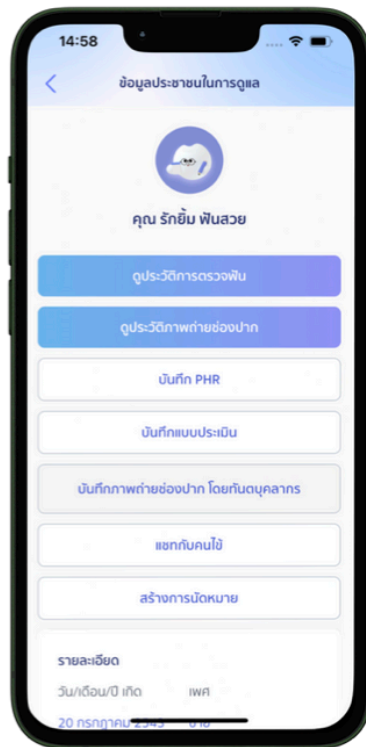 14:58
ข้อมูลประชาชนในการดูแล
คุณ รักยิ้ม ฟันสวย
ดูประวัติการตรวจฟัน
ดูประวัติภาพถ่ายช่องปาก
บันทึก PHR
บันทึกแบบประเมิน
บันทึกภาพถ่ายช่องปาก โดยทันตบุคลากร
แชทกับคนไข้
สร้างการนัดหมาย
รายละเอียด
วัน/เดือน/ปี เกิด เพศ
20 กรกฎาคม